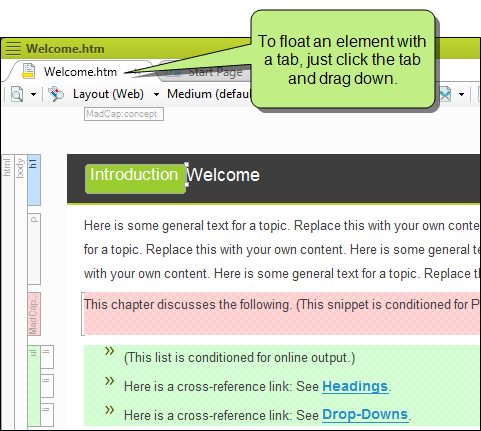 Welcome.htm
To float an element with
a tab, just click the tab
and drag down.
Welcome.htm
Start Page
Layout (Web)
Medium (defau
MadCap:concept
html
body
h1
Introduction Welcome
p
Here is some general text for a topic. Replace this with your own conte
for a topic. Replace this with your own content. Here is some general te
with your own content. Here is some general text for a topic. Replace th
MadCap...
This chapter discusses the following. (This snippet is conditioned for P
ul
li
» (This list is conditioned for online output.)
li
» Here is a cross-reference link: See Headings.
li
» Here is a cross-reference link: See Drop-Downs.